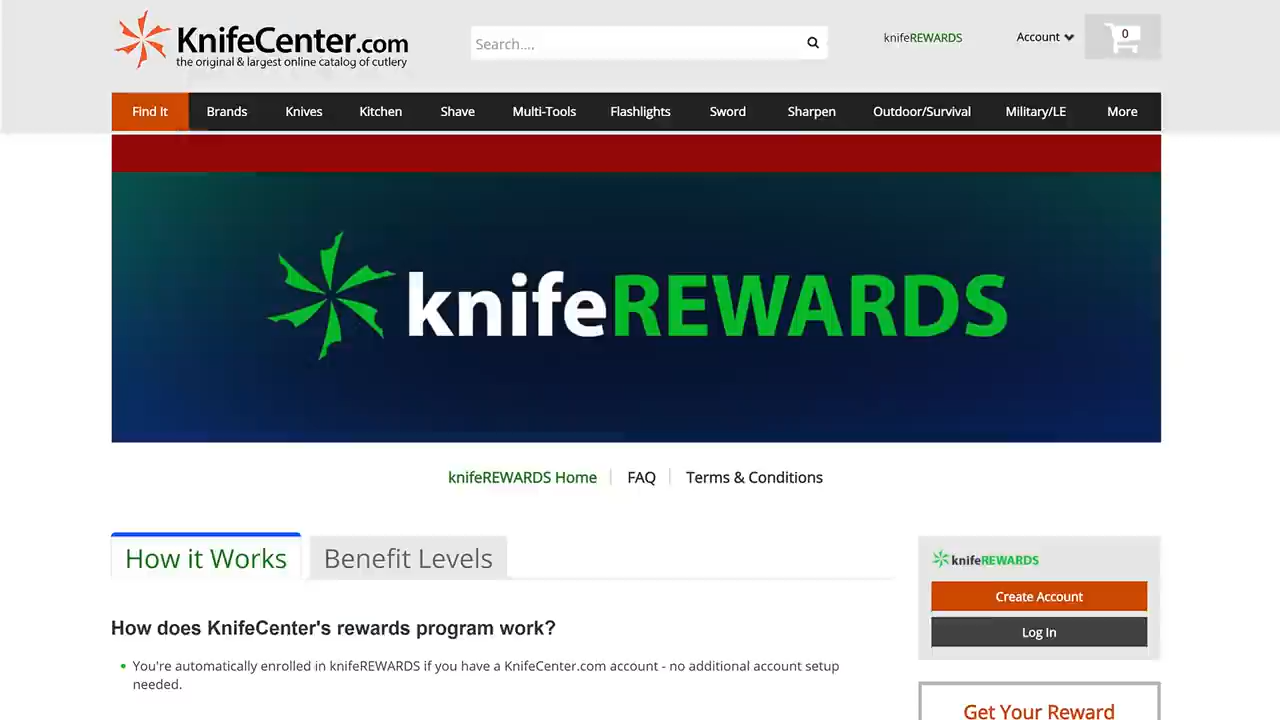 KnifeCenter.com
the original & largest online catalog of cutlery
Search....
knifeREWARDS
Account
0
Find It
Brands
Knives
Kitchen
Shave
Multi-Tools
Flashlights
Sword
Sharpen
Outdoor/Survival
Military/LE
More
knifeREWARDS
knifeREWARDS Home
FAQ
Terms & Conditions
How it Works
Benefit Levels
How does KnifeCenter's rewards program work?
• You're automatically enrolled in knifeREWARDS if you have a KnifeCenter.com account - no additional account setup
needed.
knifeREWARDS
Create Account
Log In
Get Your Reward